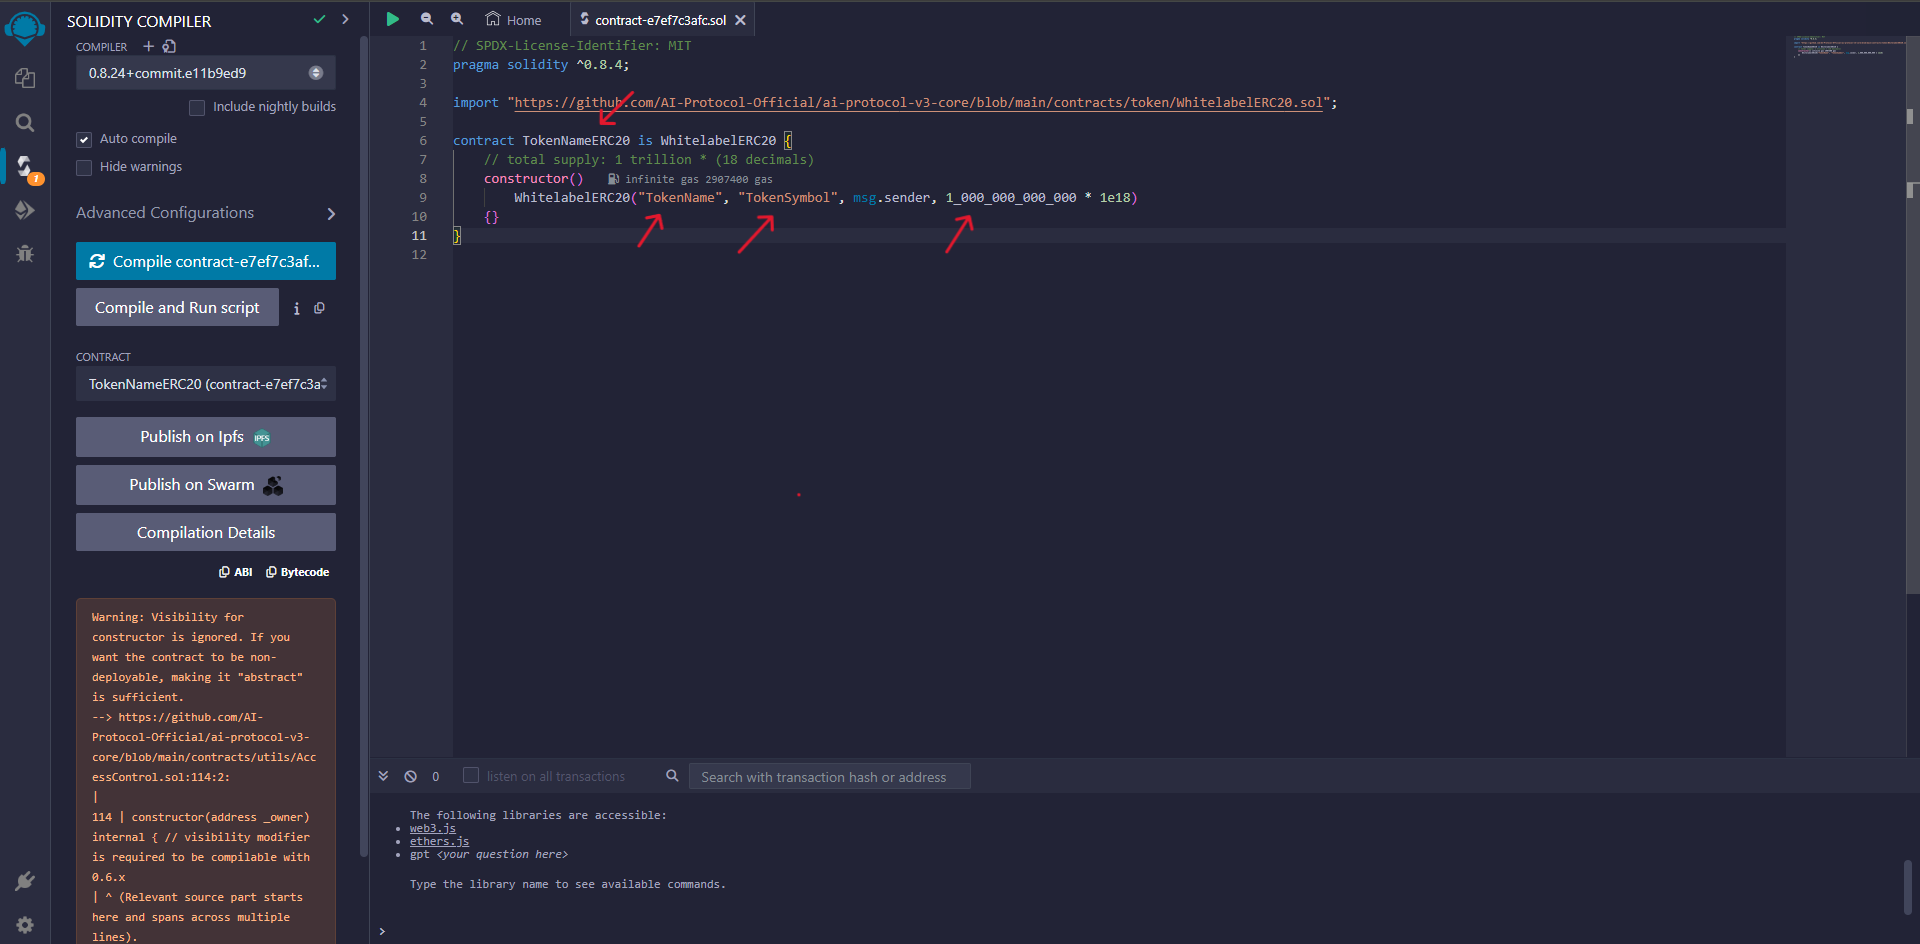 SOLIDITY COMPILER
COMPILER
0.8.24+commit.e11b9ed9
Include nightly builds
Auto compile
Hide warnings
1
Advanced Configurations
Compile contract-e7ef7c3af...
Compile and Run script
i
CONTRACT
TokenNameERC20 (contract-e7ef7c3a
Publish on Ipfs
IPFS
Publish on Swarm
Compilation Details
ABI Bytecode
Warning: Visibility for
constructor is ignored. If you
want the contract to be non-
deployable, making it "abstract"
is sufficient.
--> https://github.com/AI-
Protocol-Official/ai-protocol-v3-
core/blob/main/contracts/utils/Acc
essControl.sol:114:2:
|
114 | constructor(address _owner)
internal { // visibility modifier
is required to be compilable with
0.6.x
| ^ (Relevant source part starts
here and spans across multiple
lines).
Home
contract-e7ef7c3afc.sol
1 // SPDX-License-Identifier: MIT
2 pragma solidity ^0.8.4;
3
4 import "https://github.com/AI-Protocol-Official/ai-protocol-v3-core/blob/main/contracts/token/WhitelabelERC20.sol";
5
6 contract TokenNameERC20 is WhitelabelERC20 {
7 // total supply: 1 trillion * (18 decimals)
8 constructor() infinite gas 2907400 gas
9 WhitelabelERC20("TokenName", "TokenSymbol", msg.sender, 1_000_000_000_000 * 1e18)
10 {}
11 }
12
0 listen on all transactions Search with transaction hash or address
The following libraries are accessible:
• web3.js
• ethers.js
• gpt <your question here>
Type the library name to see available commands.
>